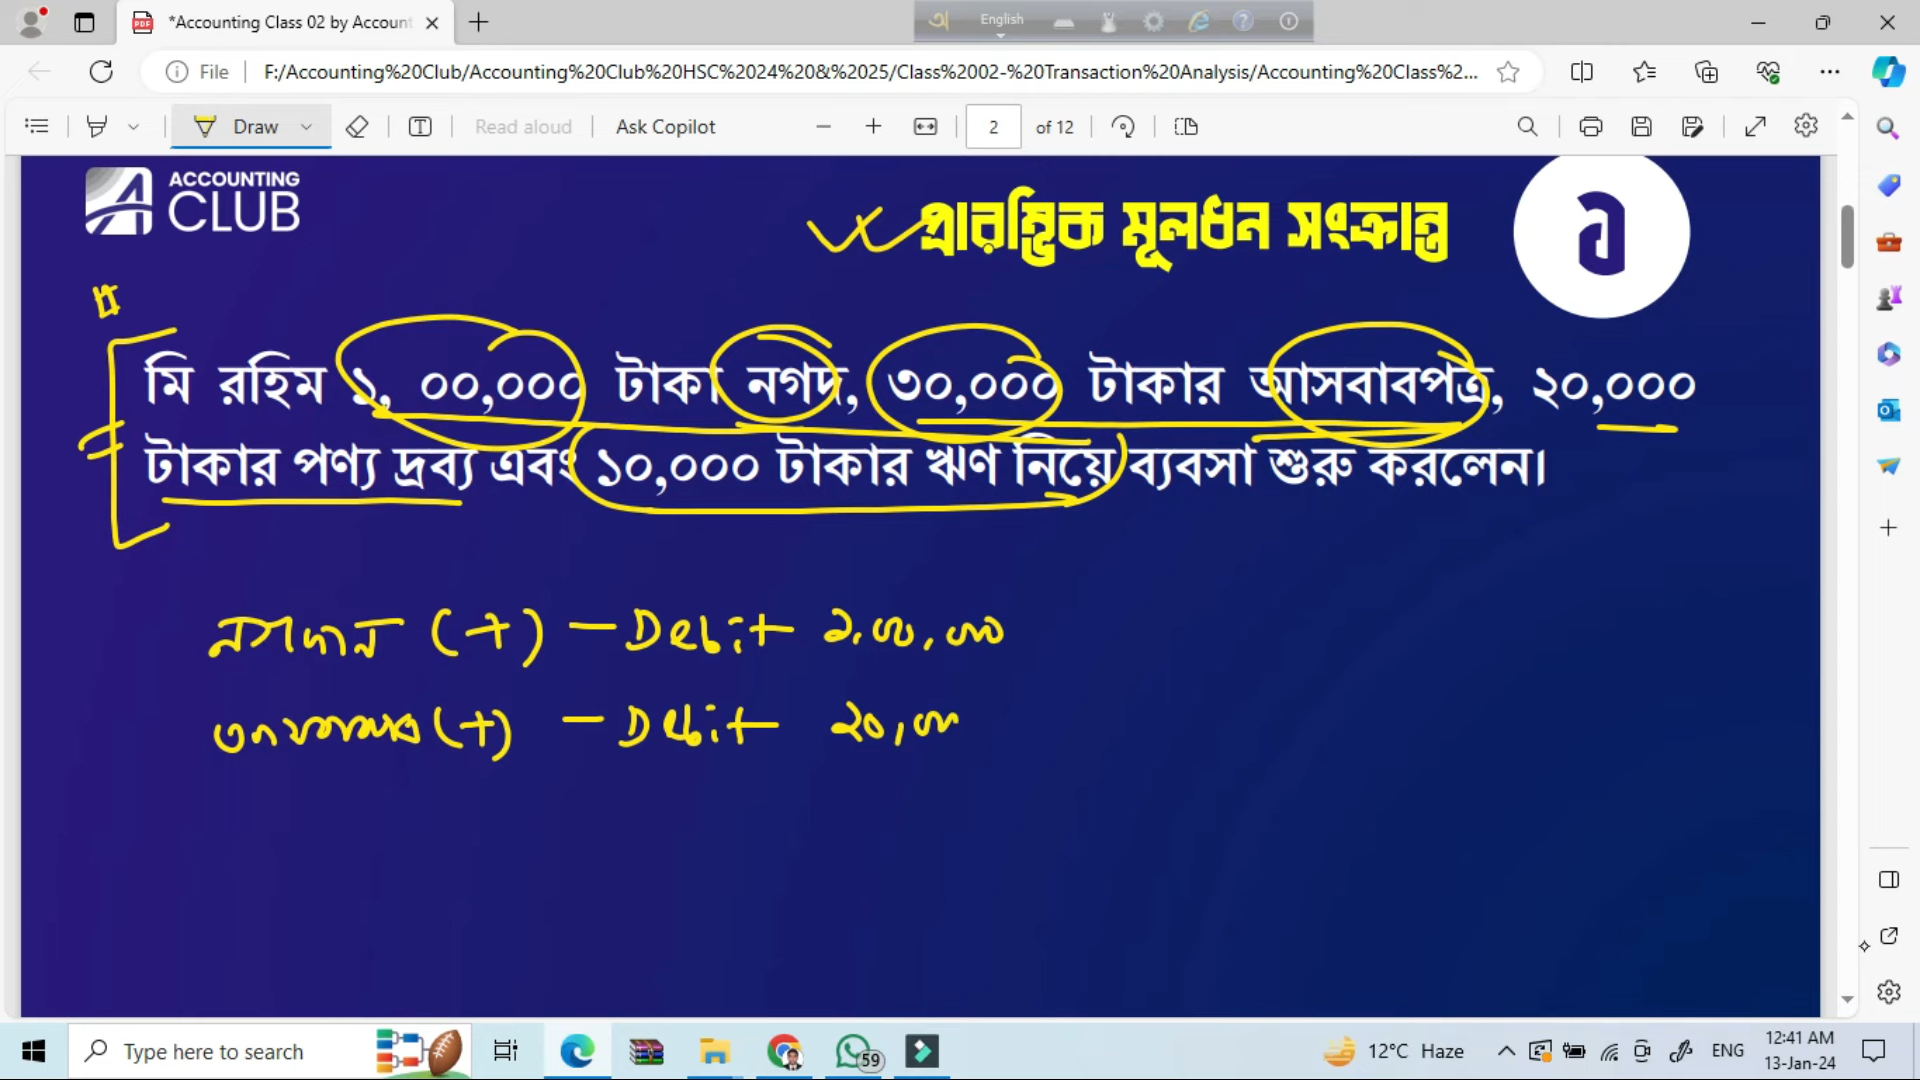 *Accounting Class 02 by Account
English
File
F:/Accounting%20Club/Accounting%20Club%20HSC%2024%20&%2025/Class%2002-%20Transaction%20Analysis/Accounting%20Class%2...
Draw
Read aloud
Ask Copilot
2 of 12
ACCOUNTING
CLUB
প্রারম্ভিক মূলধন সংক্রান্ত
a
মি রহিম ১, ০০,০০০ টাকা নগদ, ৩০,০০০ টাকার আসবাবপত্র, ২০,০০০
টাকার পণ্য দ্রব্য এবং ১০,০০০ টাকার ঋণ নিয়ে ব্যবসা শুরু করলেন।
(+) – Debit ১,০০,০০০
(+) – Debit
Type here to search
59
12°C Haze
ENG
12:41 AM
13-Jan-24